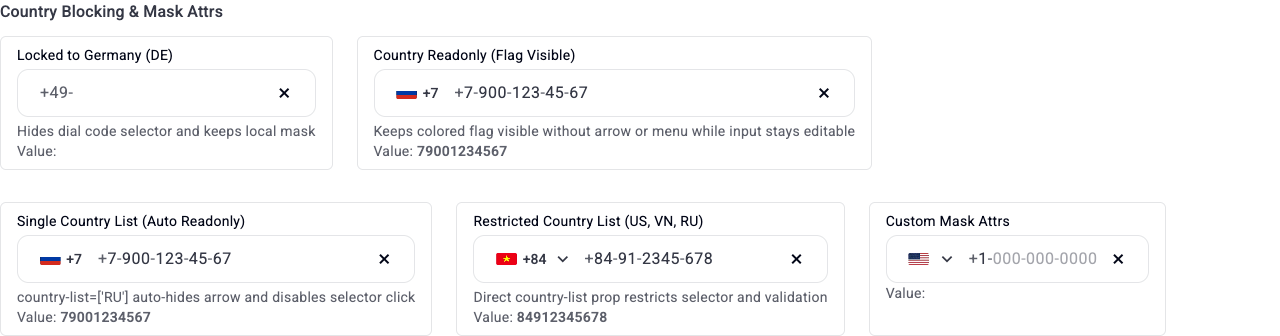 Country Blocking & Mask Attrs
Locked to Germany (DE)
+49-
Hides dial code selector and keeps local mask
Value:
Country Readonly (Flag Visible)
+7 +7-900-123-45-67
Keeps colored flag visible without arrow or menu while input stays editable
Value: 79001234567
Single Country List (Auto Readonly)
+7 +7-900-123-45-67
country-list=['RU'] auto-hides arrow and disables selector click
Value: 79001234567
Restricted Country List (US, VN, RU)
+84 +84-91-2345-678
Direct country-list prop restricts selector and validation
Value: 84912345678
Custom Mask Attrs
+1-000-000-0000
Value: